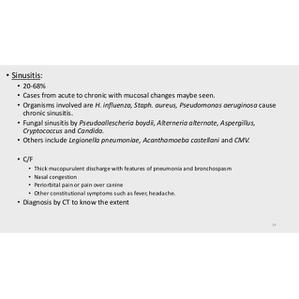 • Sinusitis:
• 20-68%
• Cases from acute to chronic with mucosal changes maybe seen.
• Organisms involved are H. influenza, Staph. aureus, Pseudomonas aeruginosa cause
chronic sinusitis.
• Fungal sinusitis by Pseudoallescheria boydii, Alterneria alternate, Aspergillus,
Cryptococcus and Candida.
• Others include Legionella pneumoniae, Acanthamoeba castellani and CMV.
• C/F
• Thick mucopurulent discharge with features of pneumonia and bronchospasm
• Nasal congestion
• Periorbital pain or pain over canine
• Other constitutional symptoms such as fever, headache.
• Diagnosis by CT to know the extent